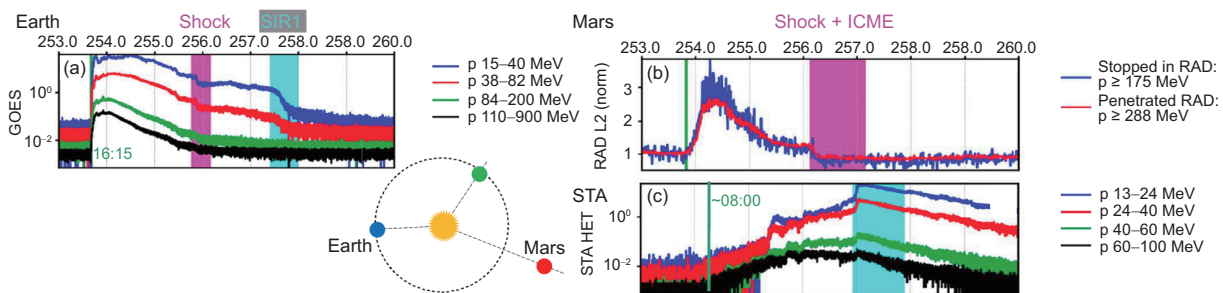 Earth Shock SIR1
253.0 254.0 255.0 256.0 257.0 258.0 259.0 260.0
(a)
GOES
10⁰
10⁻²
16:15
p 15–40 MeV
p 38–82 MeV
p 84–200 MeV
p 110–900 MeV
Earth
Mars
Mars Shock + ICME
253.0 254.0 255.0 256.0 257.0 258.0 259.0 260.0
(b)
RAD L2 (norm)
3
2
1
Stopped in RAD:
p ≥ 175 MeV
Penetrated RAD:
p ≥ 288 MeV
STA
(c)
~08:00
STA HET
10⁰
10⁻²
p 13–24 MeV
p 24–40 MeV
p 40–60 MeV
p 60–100 MeV